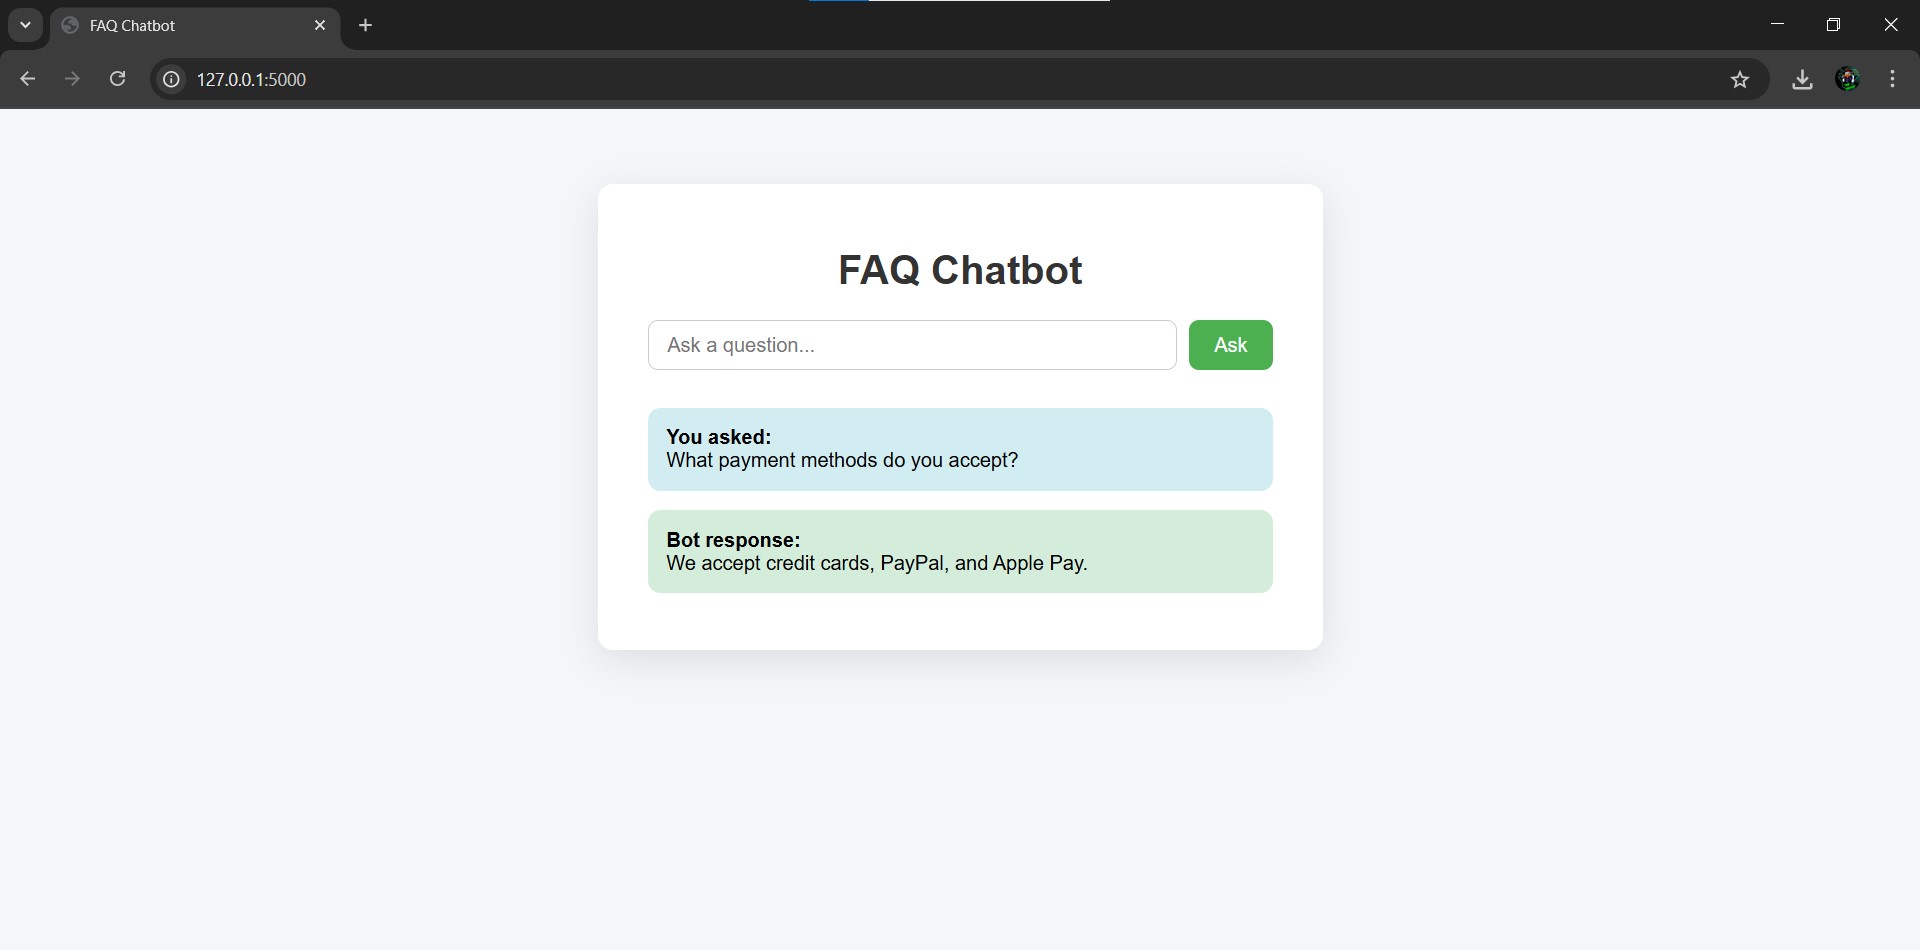 FAQ Chatbot
127.0.0.1:5000
FAQ Chatbot
Ask a question...
Ask
You asked:
What payment methods do you accept?
Bot response:
We accept credit cards, PayPal, and Apple Pay.